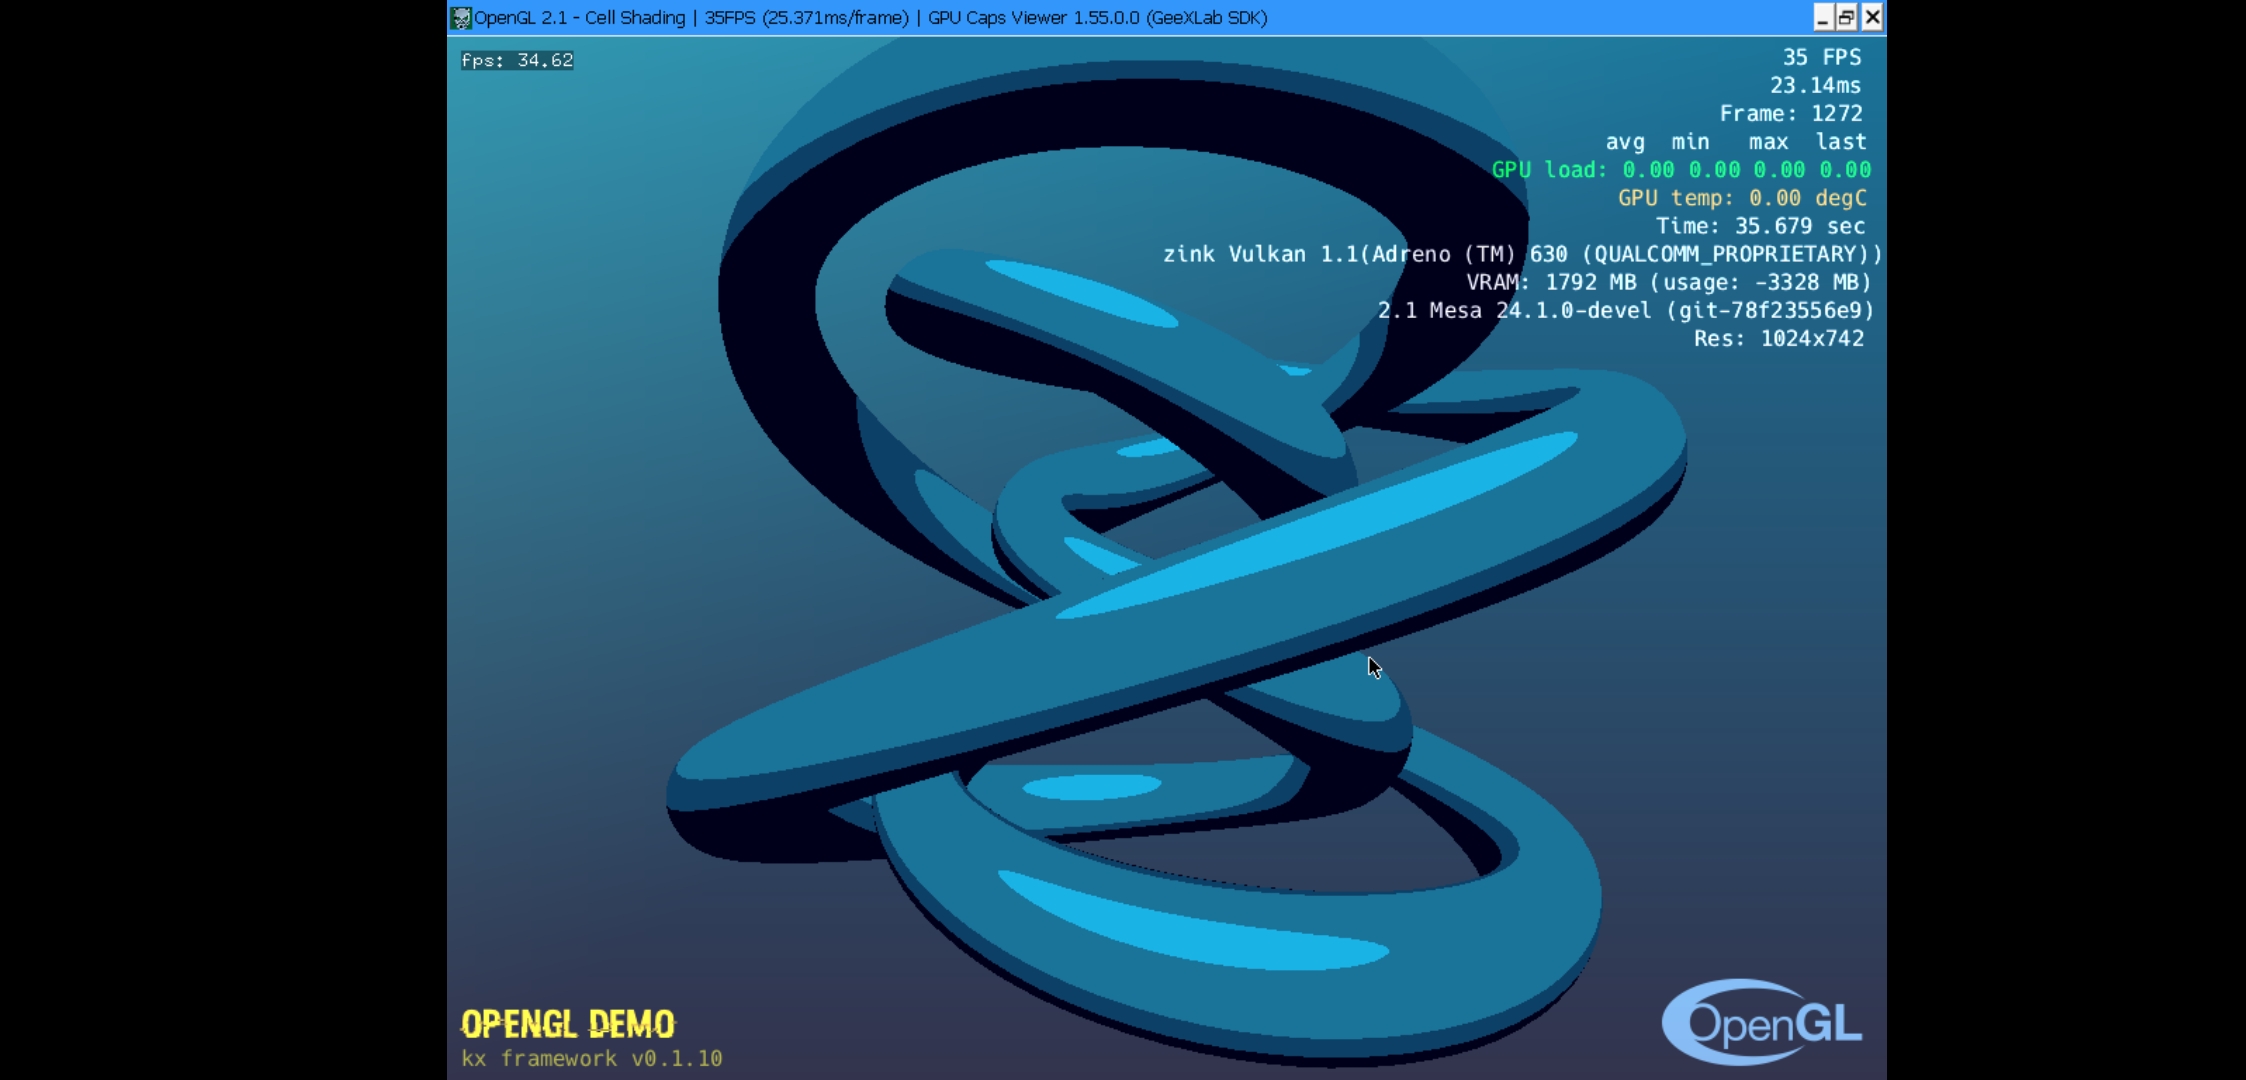 OpenGL 2.1 - Cell Shading | 35FPS (25.371ms/frame) | GPU Caps Viewer 1.55.0.0 (GeeXLab SDK)
fps: 34.62
35 FPS
23.14ms
Frame: 1272
avg min max last
GPU load: 0.00 0.00 0.00 0.00
GPU temp: 0.00 degC
Time: 35.679 sec
zink Vulkan 1.1(Adreno (TM) 630 (QUALCOMM_PROPRIETARY))
VRAM: 1792 MB (usage: -3328 MB)
2.1 Mesa 24.1.0-devel (git-78f23556e9)
Res: 1024x742
OPENGL DEMO
kx framework v0.1.10
OpenGL